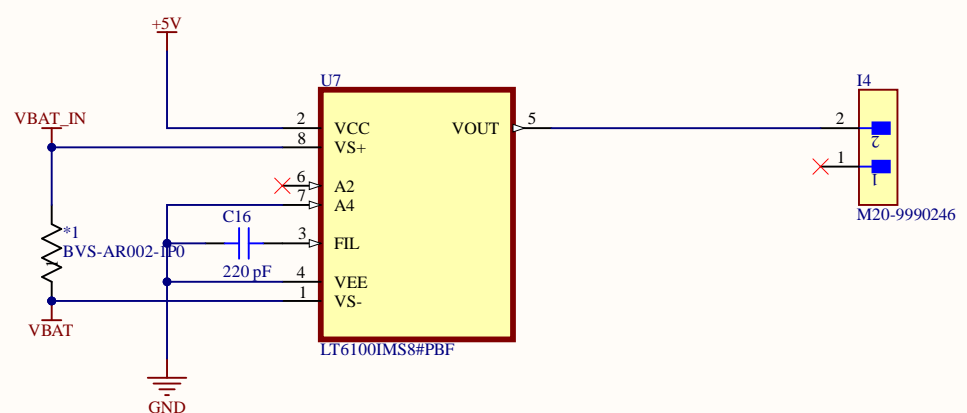 +5V
U7
I4
VBAT_IN
2
VCC
VOUT
5
2
2
8
VS+
1
1
6
A2
7
A4
C16
M20-9990246
*1
3
FIL
BVS-AR002-1P0
220 pF
4
VEE
1
VS-
VBAT
LT6100IMS8#PBF
GND